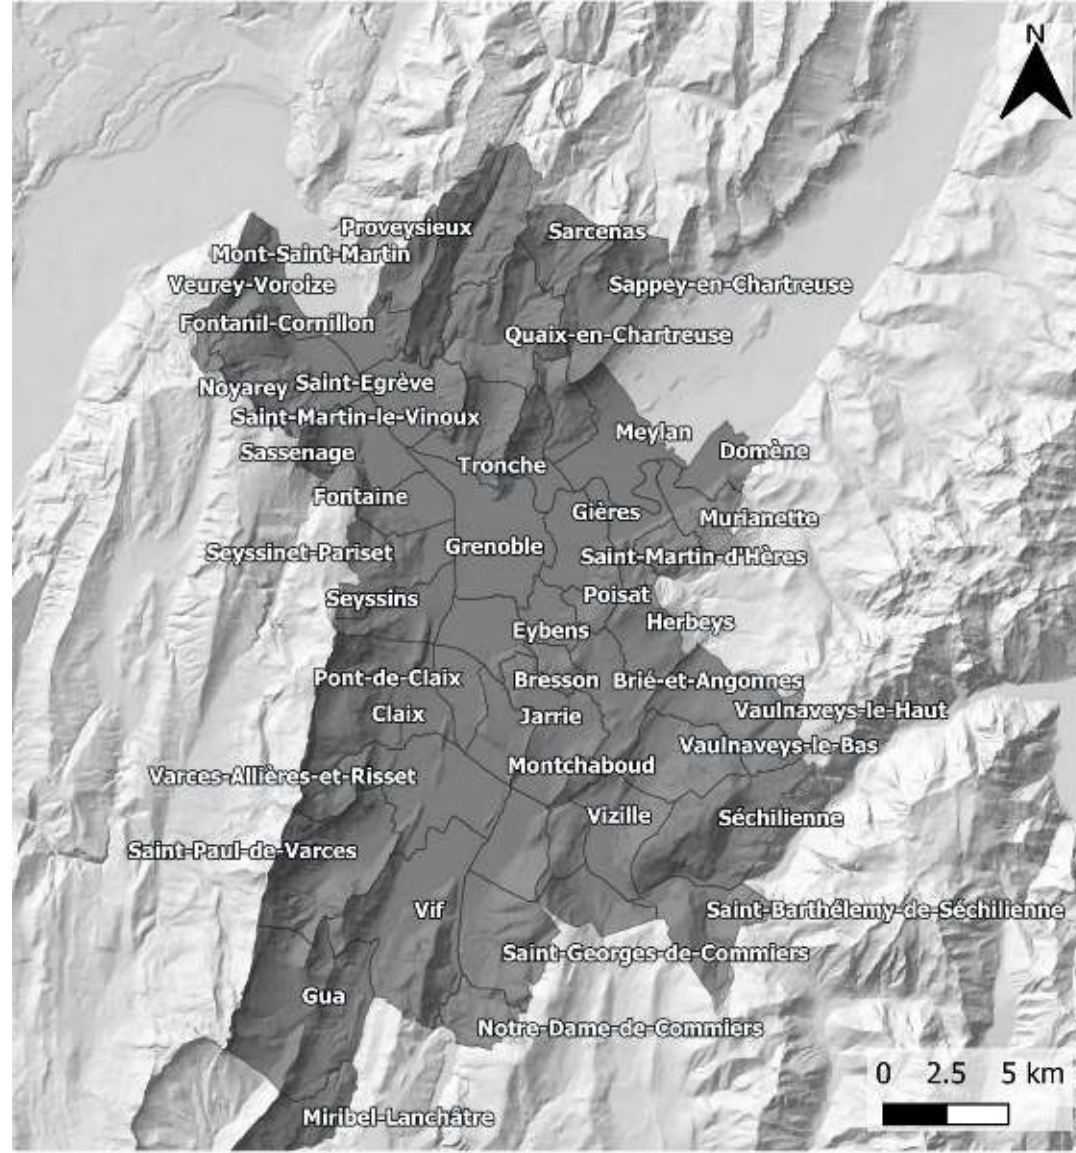 N
Proveysieux
Sarcenas
Mont-Saint-Martin
Veurey-Voroize
Sappey-en-Chartreuse
Fontanil-Cornillon
Quaix-en-Chartreuse
Noyarey
Saint-Egrève
Saint-Martin-le-Vinoux
Meylan
Sassenage
Domène
Tronche
Fontaine
Gières
Murianette
Grenoble
Seyssinet-Pariset
Saint-Martin-d'Hères
Seyssins
Poisat
Herbeys
Eybens
Pont-de-Claix
Bresson
Brié-et-Angonnes
Claix
Jarrie
Vaulnaveys-le-Haut
Vaulnaveys-le-Bas
Montchaboud
Varces-Allières-et-Risset
Vizille
Séchilienne
Saint-Paul-de-Varces
Vif
Saint-Barthélemy-de-Séchilienne
Saint-Georges-de-Commiers
Gua
Notre-Dame-de-Commiers
0 2.5 5 km
Miribel-Lanchâtre